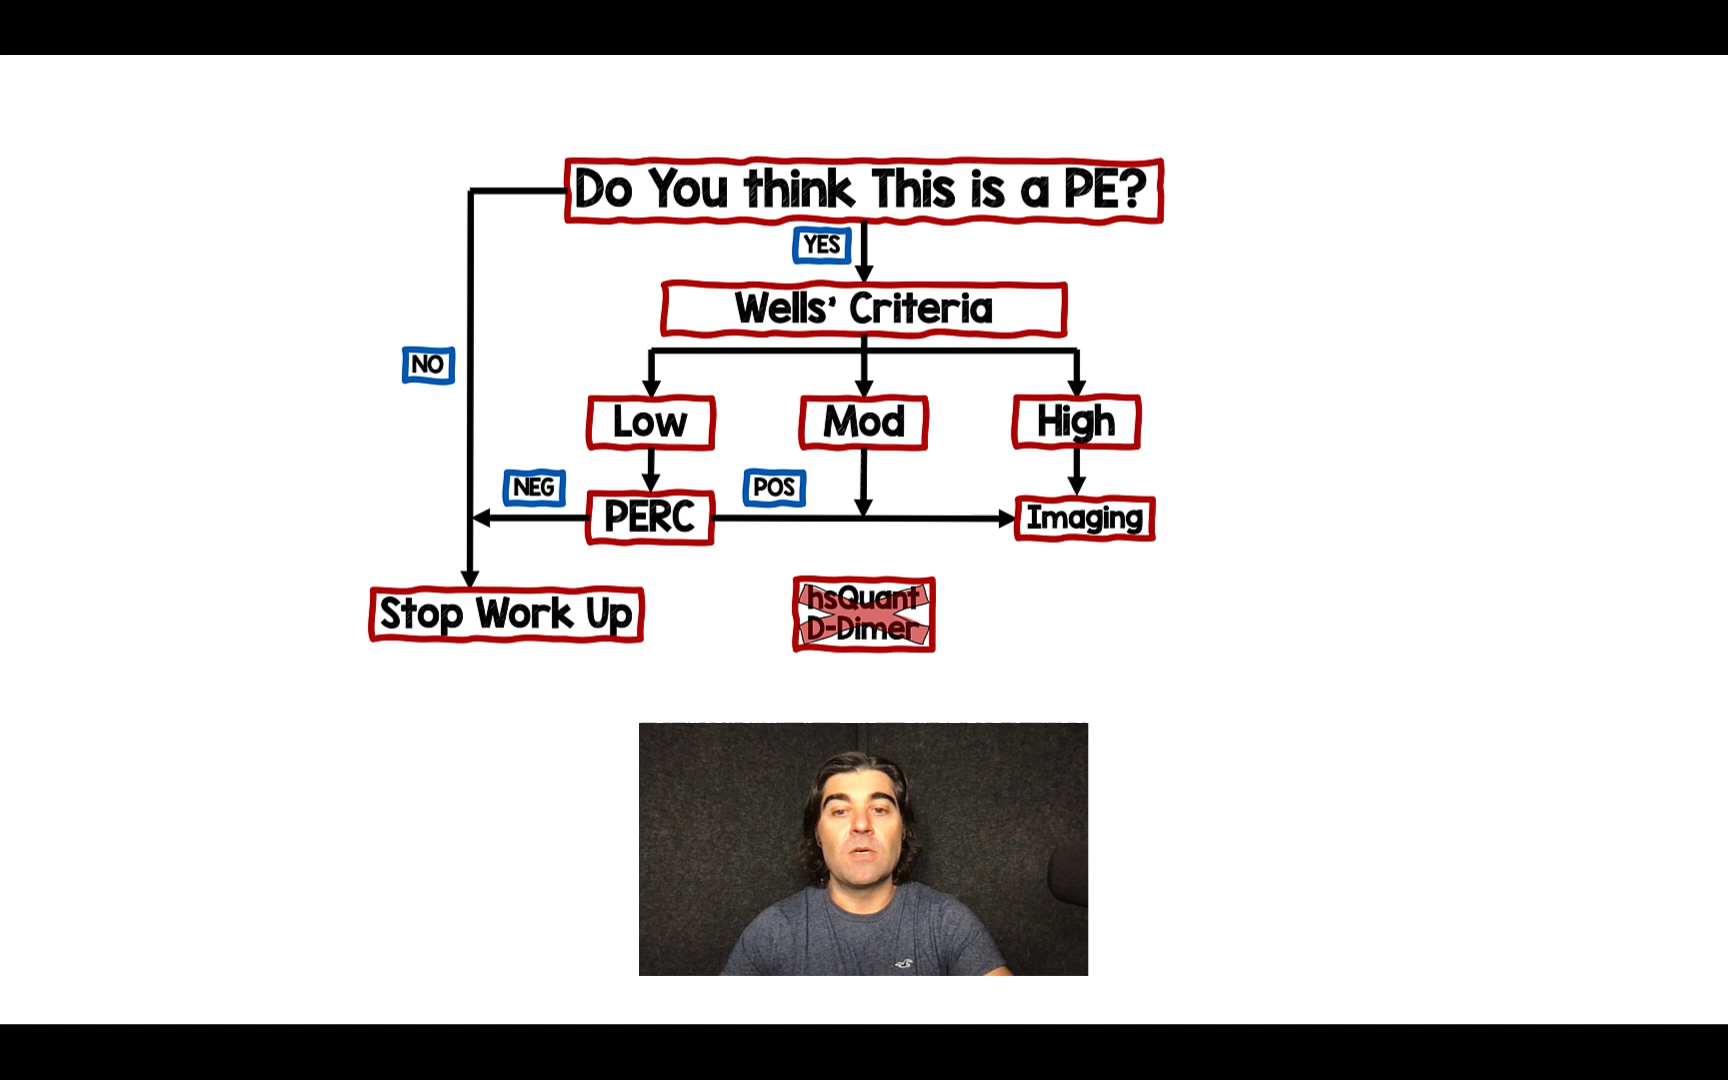 Do You think This is a PE?
YES
Wells' Criteria
NO
Low
Mod
High
NEG
POS
PERC
Imaging
Stop Work Up
hsQuant
D-Dimer